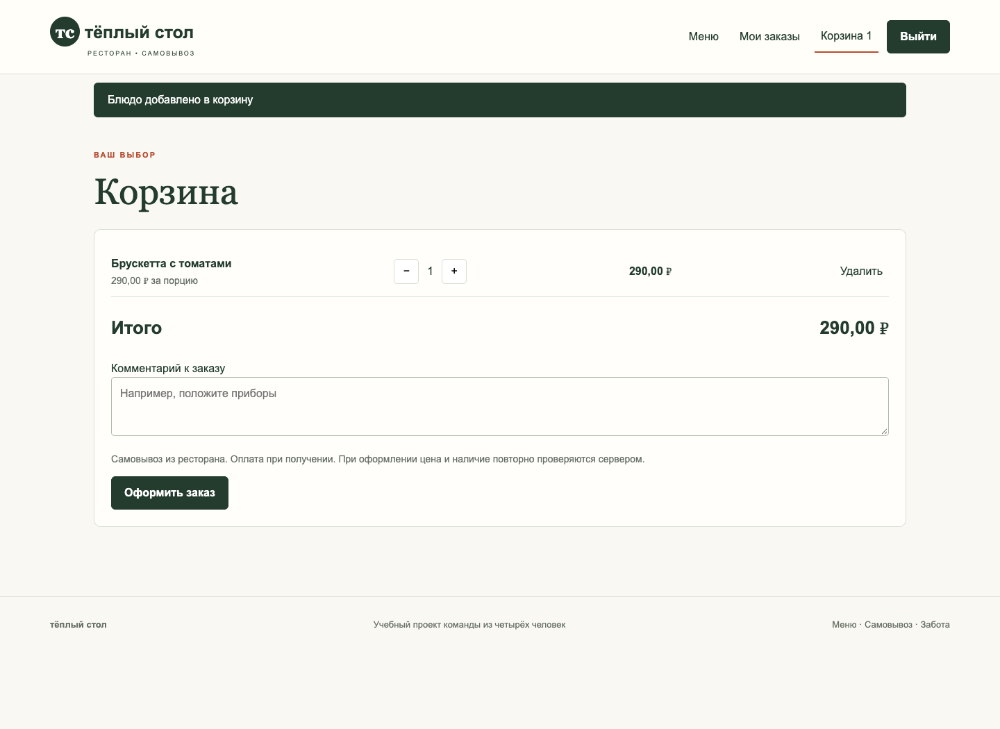 тс тёплый стол
РЕСТОРАН • САМОВЫВОЗ
Меню Мои заказы Корзина 1 Выйти
Блюдо добавлено в корзину
ВАШ ВЫБОР
Корзина
Брускетта с томатами
290,00 ₽ за порцию
− 1 + 290,00 ₽ Удалить
Итого 290,00 ₽
Комментарий к заказу
Например, положите приборы
Самовывоз из ресторана. Оплата при получении. При оформлении цена и наличие повторно проверяются сервером.
Оформить заказ
тёплый стол Учебный проект команды из четырёх человек Меню · Самовывоз · Забота